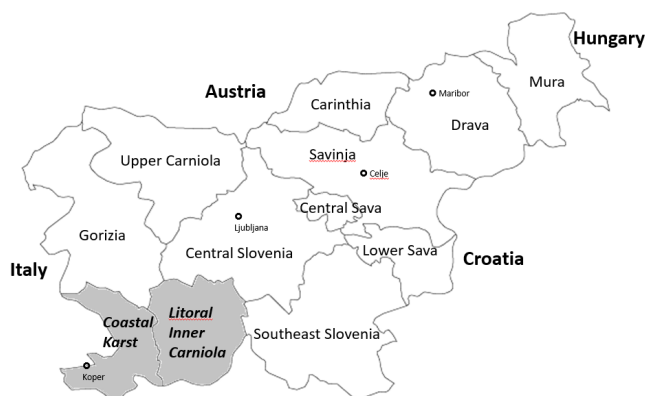 Hungary
Austria
Mura
Maribor
Carinthia
Drava
Savinja
Upper Carniola
Celje
Central Sava
Ljubljana
Gorizia
Central Slovenia
Lower Sava
Croatia
Italy
Coastal
Karst
Litoral
Inner
Carniola
Southeast Slovenia
Koper